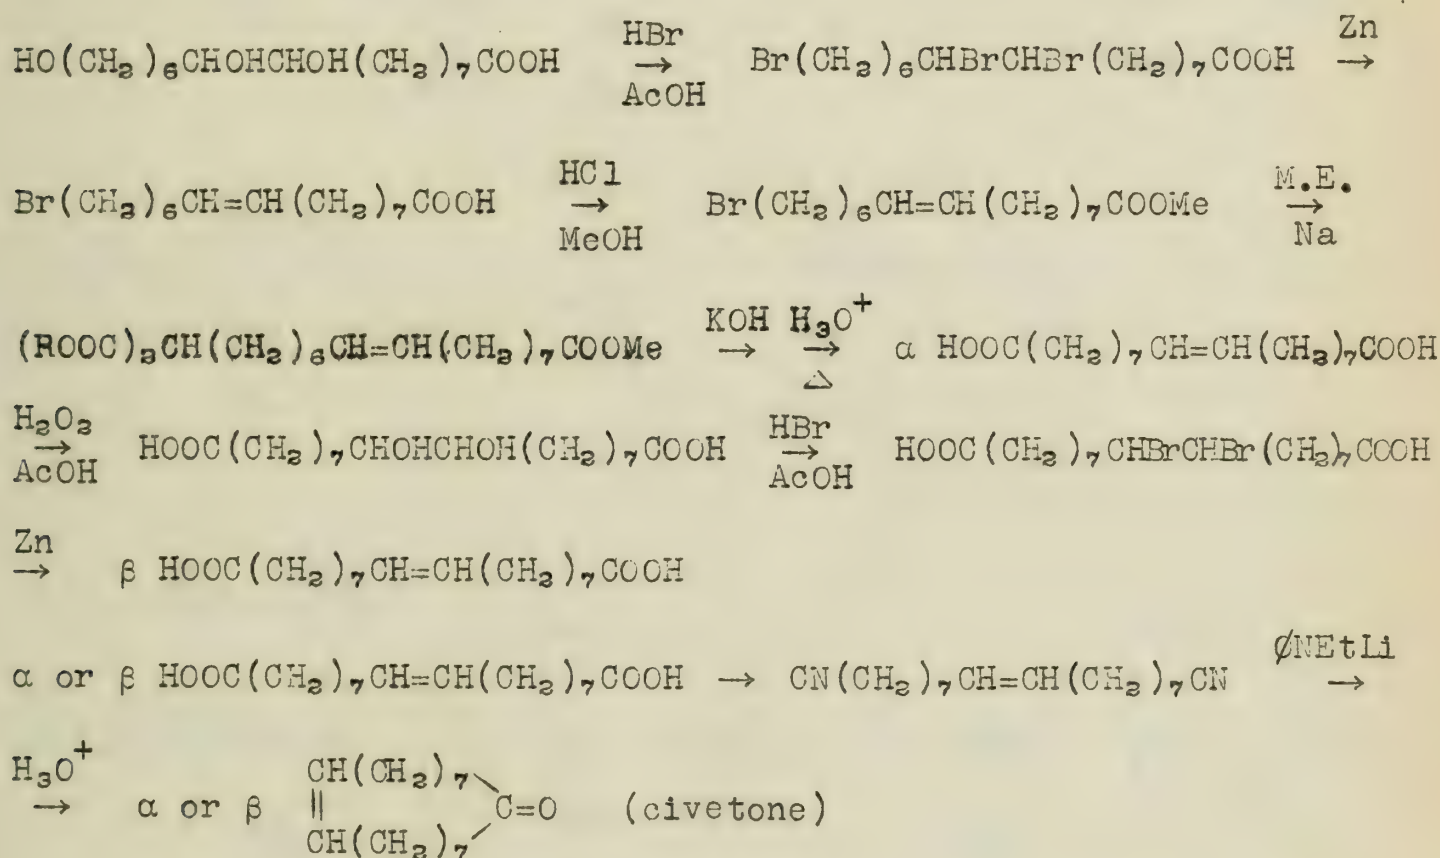 HBr Zn
HO(CH₂)₆CHOHCHOH(CH₂)₇COOH → Br(CH₂)₆CHBrCHBr(CH₂)₇COOH →
AcOH
HCl M.E.
Br(CH₂)₆CH=CH(CH₂)₇COOH → Br(CH₂)₆CH=CH(CH₂)₇COOMe →
MeOH Na
KOH H₃O⁺
(ROOC)₂CH(CH₂)₆CH=CH(CH₂)₇COOMe → → α HOOC(CH₂)₇CH=CH(CH₂)₇COOH
△
H₂O₂ HBr
→ HOOC(CH₂)₇CHOHCHOH(CH₂)₇COOH → HOOC(CH₂)₇CHBrCHBr(CH₂)₇COOH
AcOH AcOH
Zn
→ β HOOC(CH₂)₇CH=CH(CH₂)₇COOH
ØNEtLi
α or β HOOC(CH₂)₇CH=CH(CH₂)₇COOH → CN(CH₂)₇CH=CH(CH₂)₇CN →
H₃O⁺ CH(CH₂)₇
→ α or β ‖ C=O (civetone)
CH(CH₂)₇